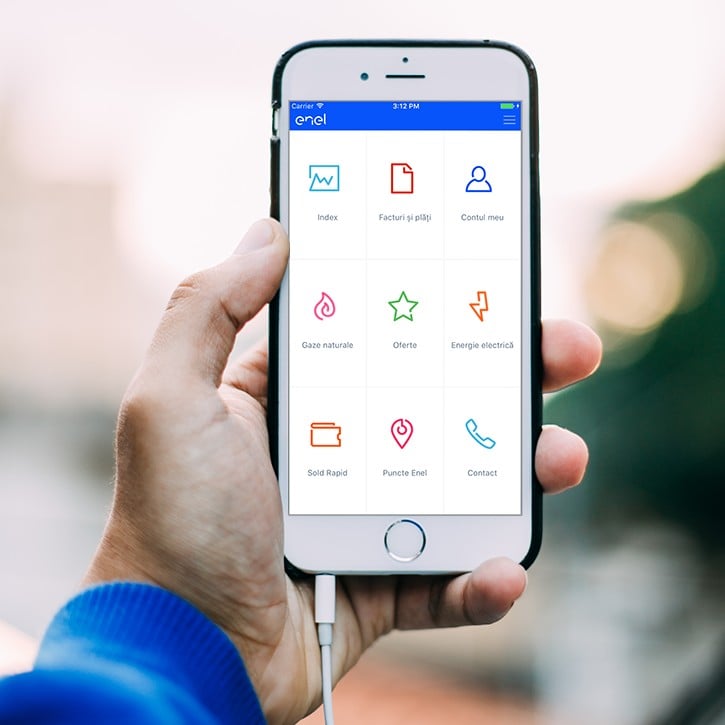 Carrier 3:12 PM
enel
Index Facturi și plăți Contul meu
Gaze naturale Oferte Energie electrică
Sold Rapid Puncte Enel Contact